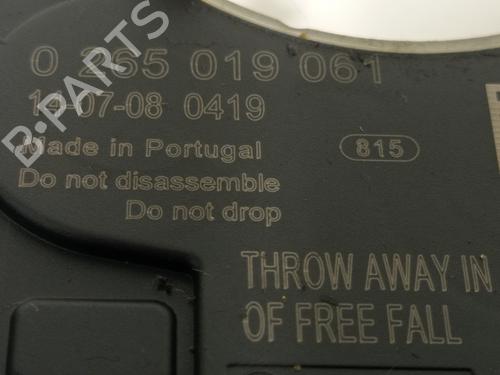 0 265 019 061
14-07-08 0419
Made in Portugal
815
Do not disassemble
Do not drop
THROW AWAY IN
OF FREE FALL
B-PARTS